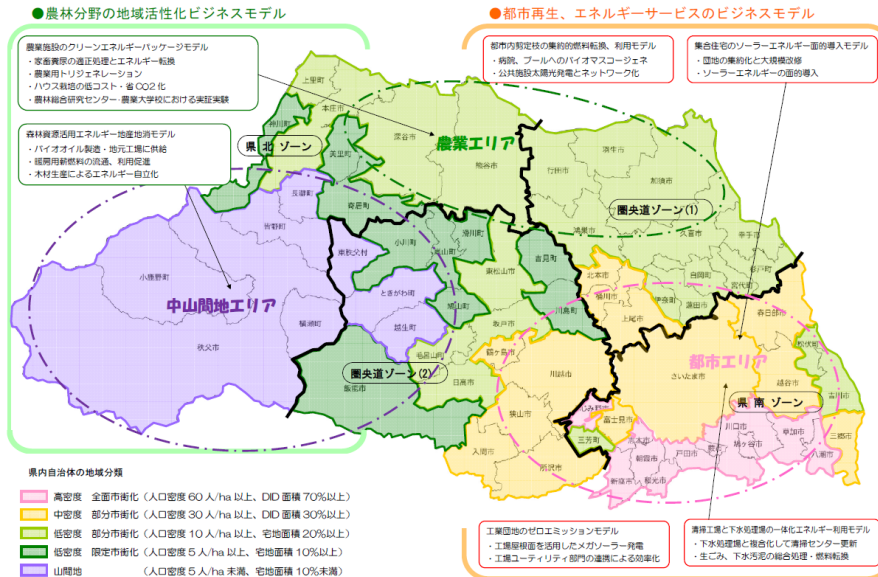 ●農林分野の地域活性化ビジネスモデル
●都市再生、エネルギーサービスのビジネスモデル
農業施設のクリーンエネルギーパッケージモデル
・家畜糞尿の適正処理とエネルギー転換
・農業用トリジェネレーション
・ハウス栽培の低コスト・省CO2化
・農林総合研究センター・農業大学校における実証実験
都市内剪定枝の集約的燃料転換、利用モデル
・病院、プールへのバイオマスコージェネ
・公共施設太陽光発電とネットワーク化
集合住宅のソーラーエネルギー面的導入モデル
・団地の集約化と大規模改修
・ソーラーエネルギーの面的導入
森林資源活用エネルギー地産地消モデル
・バイオオイル製造・地元工場に供給
・暖房用薪燃料の流通、利用促進
・木材生産によるエネルギー自立化
上里町
本庄市
神川町
県北ゾーン
美里町
深谷市
農業エリア
熊谷市
行田市
羽生市
加須市
長瀞町
寄居町
圏央道ゾーン(1)
皆野町
鴻巣市
久喜市
幸手市
東秩父村
小川町
嵐山町
滑川町
吉見町
北本市
白岡町
宮代町
杉戸町
小鹿野町
東松山市
ときがわ町
桶川市
伊奈町
蓮田市
中山間地エリア
鳩山町
川島町
上尾市
春日部市
横瀬町
越生町
坂戸市
秩父市
毛呂山町
鶴ヶ島市
都市エリア
松伏町
圏央道ゾーン(2)
川越市
さいたま市
飯能市
日高市
越谷市
吉川市
県南ゾーン
狭山市
ふじみ野市
富士見市
三芳町
川口市
草加市
三郷市
入間市
所沢市
志木市
朝霞市
戸田市
蕨市
鳩ヶ谷市
八潮市
新座市
和光市
県内自治体の地域分類
高密度 全面市街化（人口密度60人/ha以上、DID面積70%以上）
中密度 部分市街化（人口密度30人/ha以上、DID面積30%以上）
低密度 部分市街化（人口密度10人/ha以上、宅地面積20%以上）
低密度 限定市街化（人口密度5人/ha以上、宅地面積10%以上）
山間地 （人口密度5人/ha未満、宅地面積10%未満）
工業団地のゼロエミッションモデル
・工場屋根面を活用したメガソーラー発電
・工場ユーティリティ部門の連携による効率化
清掃工場と下水処理場の一体化エネルギー利用モデル
・下水処理場と複合化して清掃センター更新
・生ごみ、下水汚泥の総合処理・燃料転換